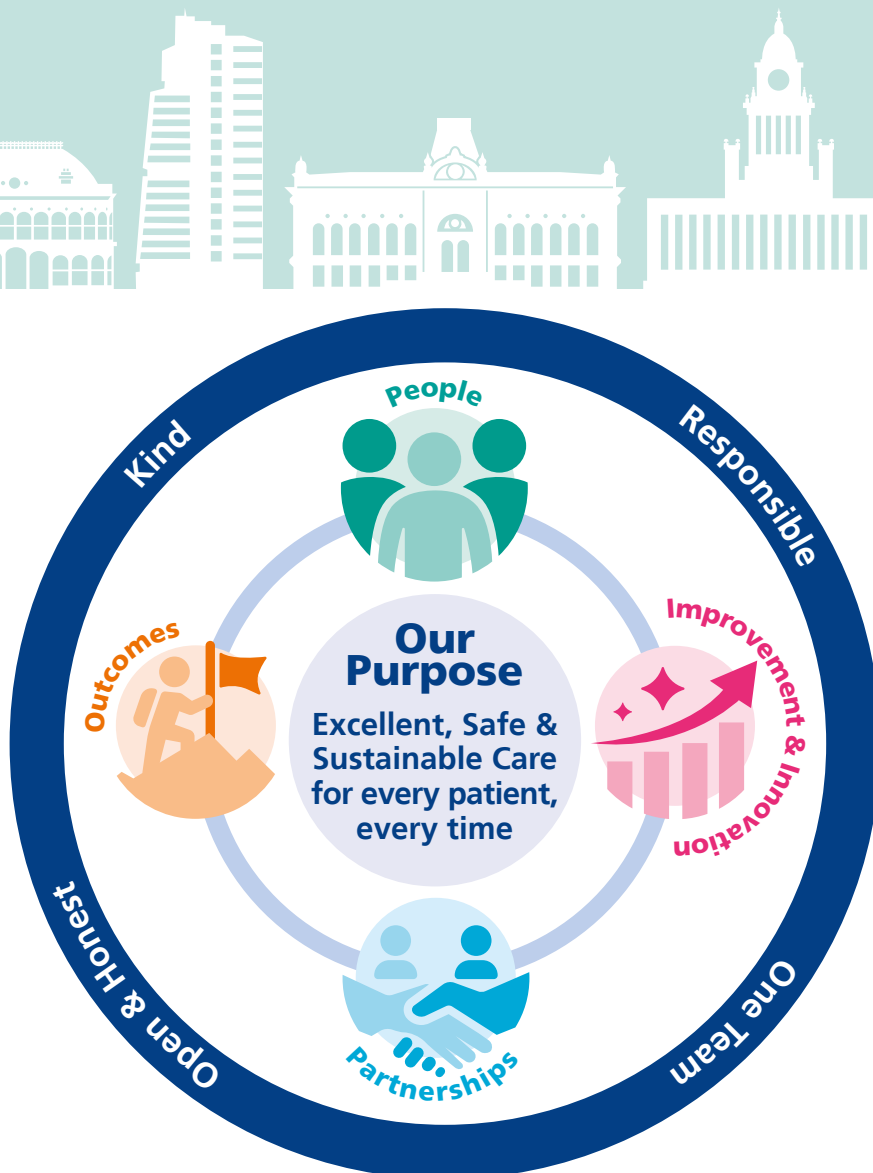 People
Kind
Responsible
Outcomes
Improvement & Innovation
Our
Purpose
Excellent, Safe &
Sustainable Care
for every patient,
every time
Open & Honest
One Team
Partnerships